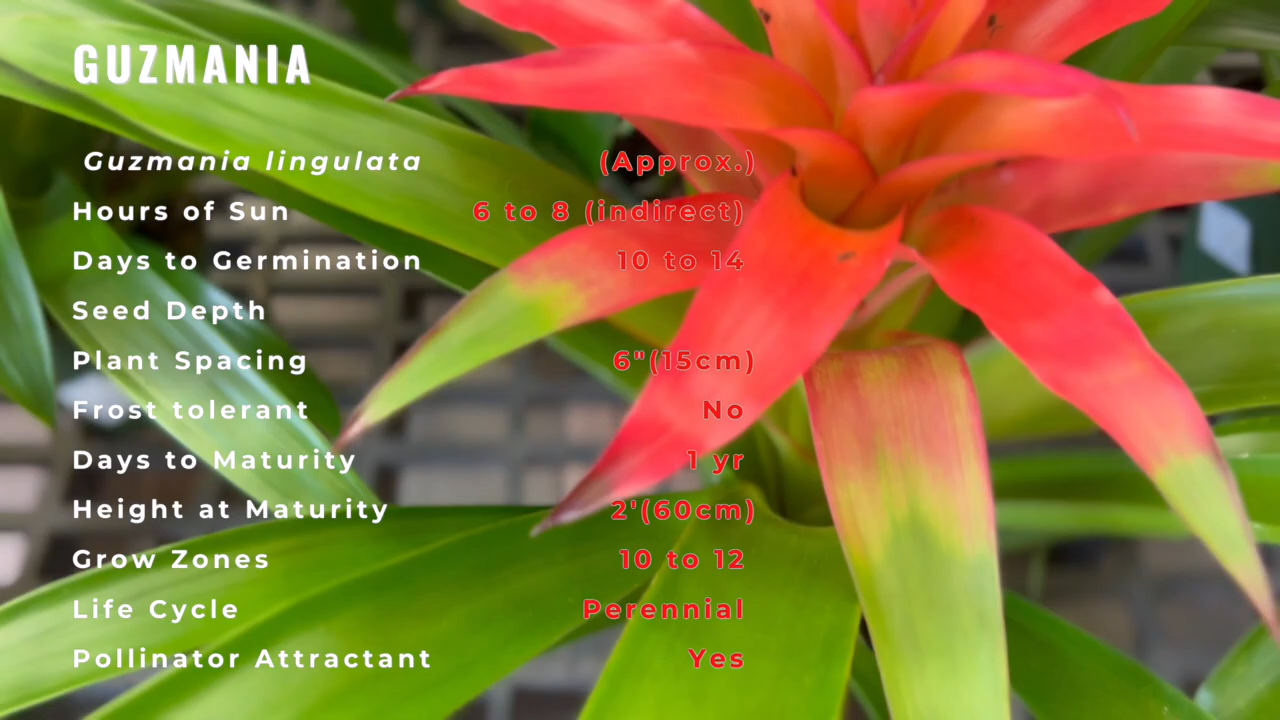 GUZMANIA
Guzmania lingulata (Approx.)
Hours of Sun 6 to 8 (indirect)
Days to Germination 10 to 14
Seed Depth
Plant Spacing 6"(15cm)
Frost tolerant No
Days to Maturity 1 yr
Height at Maturity 2'(60cm)
Grow Zones 10 to 12
Life Cycle Perennial
Pollinator Attractant Yes